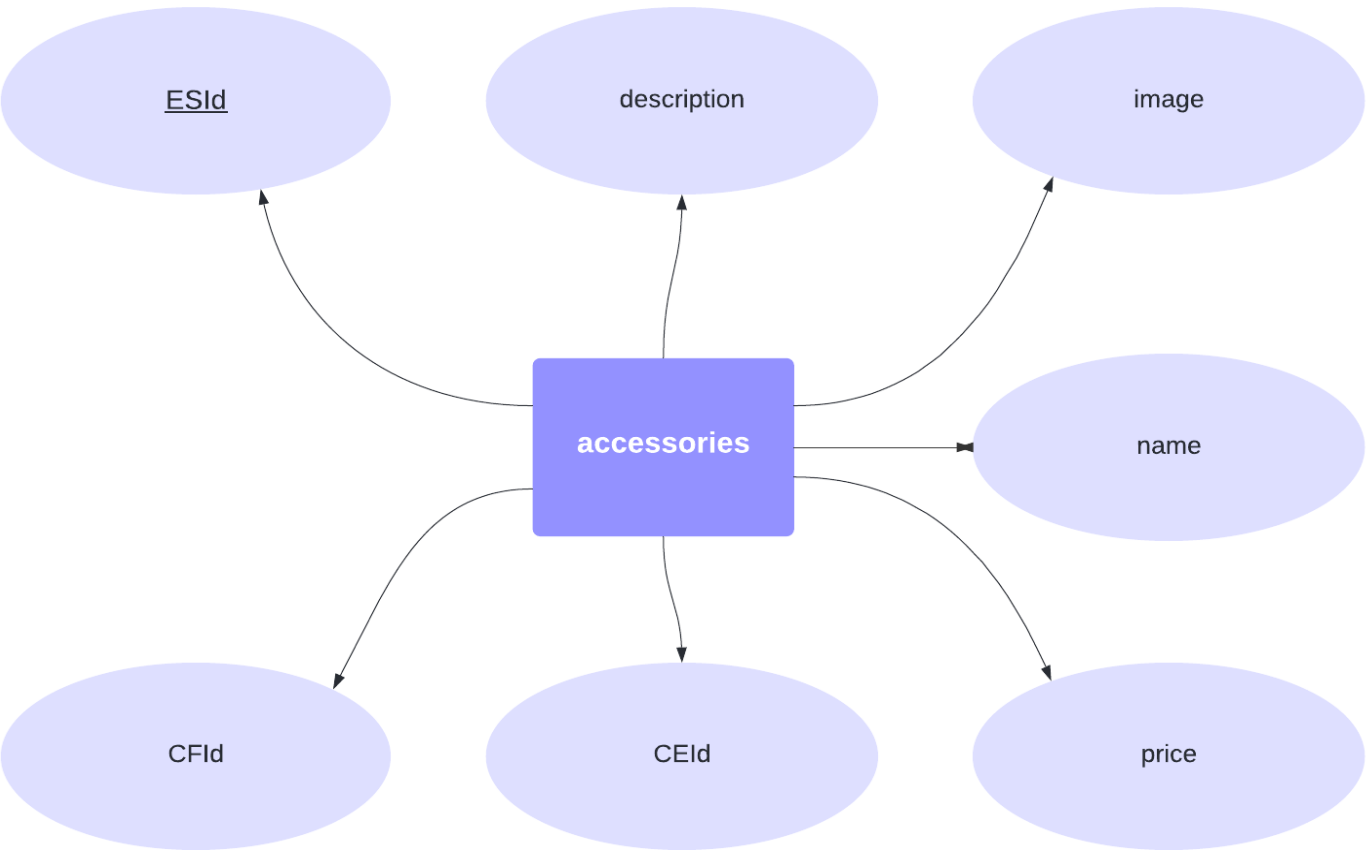 ESId
description
image
accessories
name
CFId
CEId
price